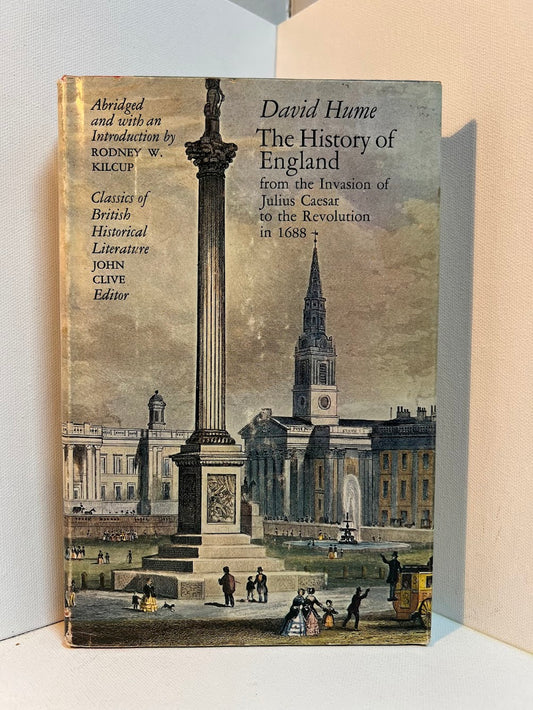 Abridged
and with an
Introduction by
RODNEY W.
KILCUP
Classics of
British
Historical
Literature
JOHN
CLIVE
Editor
David Hume
The History of
England
from the Invasion of
Julius Caesar
to the Revolution
in 1688